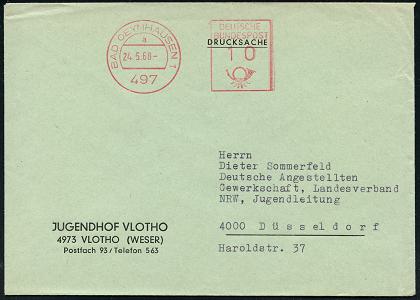 BAD OEYNHAUSEN 1
a
24.5.68-
497
DEUTSCHE
BUNDESPOST
DRUCKSACHE
10
Herrn
Dieter Sommerfeld
Deutsche Angestellten
Gewerkschaft, Landesverband
NRW, Jugendleitung
4000 Düsseldorf
Haroldstr. 37
JUGENDHOF VLOTHO
4973 VLOTHO (WESER)
Postfach 93/Telefon 563